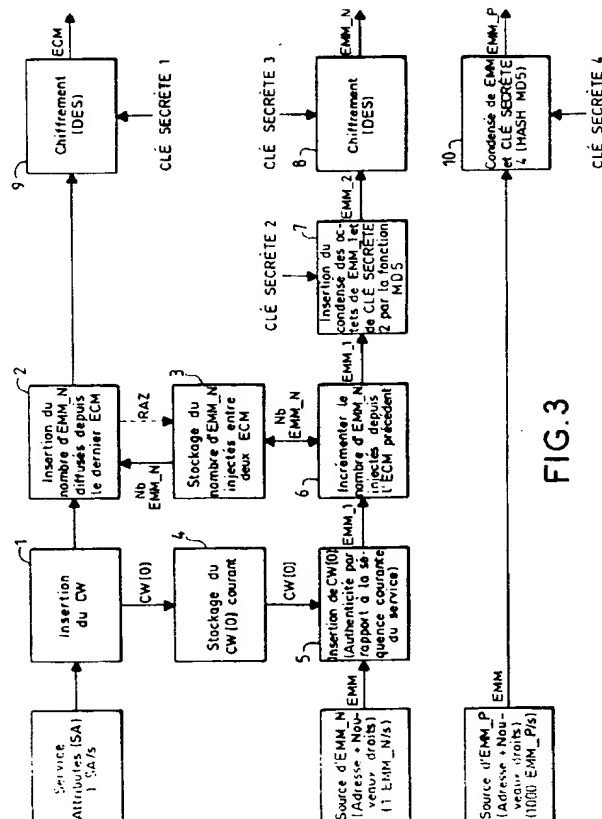 Service
Attributes (SA)
1 SA/s
1
Insertion
du CW
2
Insertion du
nombre d'EMM_N
diffusés depuis
le dernier ECM
9
Chiffrement
(DES)
ECM
CLÉ SECRÈTE 1
CW(0)
Nb
EMM_N
RAZ
4
Stockage du
CW(0) courant
3
Stockage du
nombre d'EMM_N
injectés entre
deux ECM
CW(0)
Nb
EMM_N
CLÉ SECRÈTE 2
CLÉ SECRÈTE 3
Source d'EMM_N
(Adresse + Nou-
veaux droits)
(1 EMM_N/s)
EMM
5
Insertion de CW(0)
(Authenticité par
rapport à la sé-
quence courante
du service)
EMM_1
6
Incrémenter le
nombre d'EMM_N
injectés depuis
l'ECM précédent
EMM_1
7
Insertion du
condensé des oc-
tets de EMM_1 et
de CLÉ SECRÈTE
2 par la fonction
MD5
EMM_2
8
Chiffrement
(DES)
EMM_N
Source d'EMM_P
(Adresse + Nou-
veaux droits)
(1000 EMM_P/s)
EMM
10
Condensé de EMM
et CLÉ SECRÈTE
4 (HASH MD5)
EMM_P
CLÉ SECRÈTE 4
FIG.3